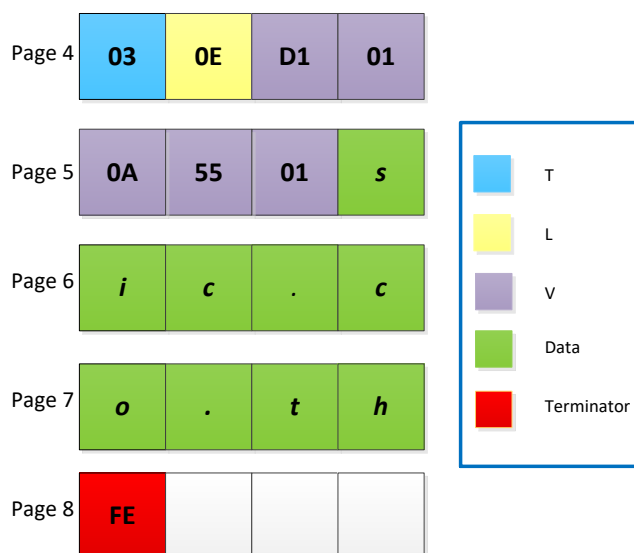 Page 4 03 0E D1 01
Page 5 0A 55 01 s
Page 6 i c . c
Page 7 o . t h
Page 8 FE
T
L
V
Data
Terminator